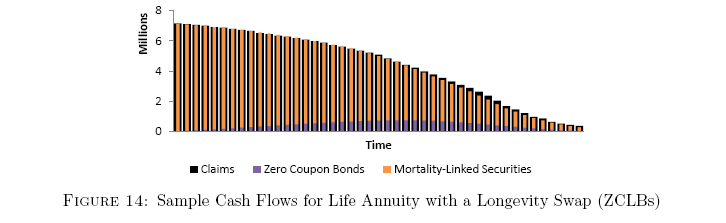 8
Millions
6
4
2
0
Time
Claims Zero Coupon Bonds Mortality-Linked Securities
FIGURE 14: Sample Cash Flows for Life Annuity with a Longevity Swap (ZCLBs)